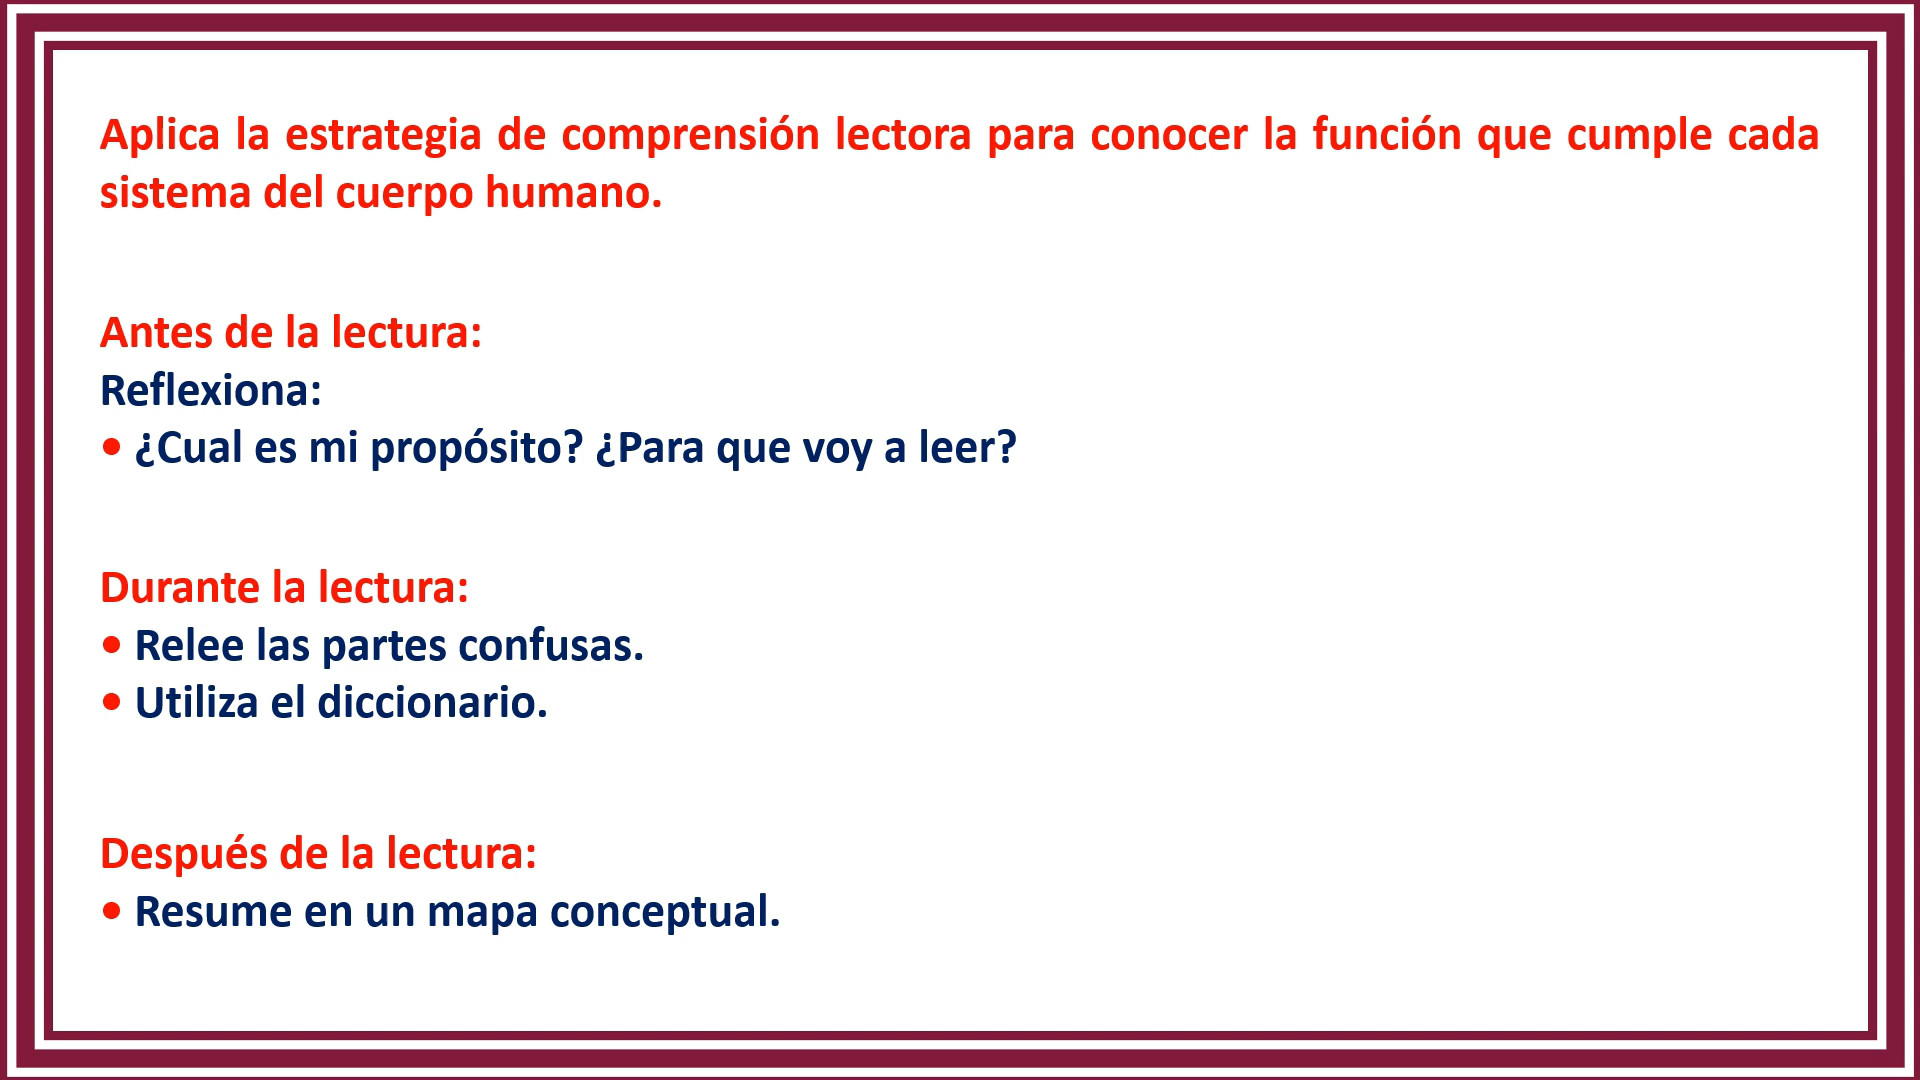 Aplica la estrategia de comprensión lectora para conocer la función que cumple cada
sistema del cuerpo humano.
Antes de la lectura:
Reflexiona:
• ¿Cual es mi propósito? ¿Para que voy a leer?
Durante la lectura:
• Relee las partes confusas.
• Utiliza el diccionario.
Después de la lectura:
• Resume en un mapa conceptual.